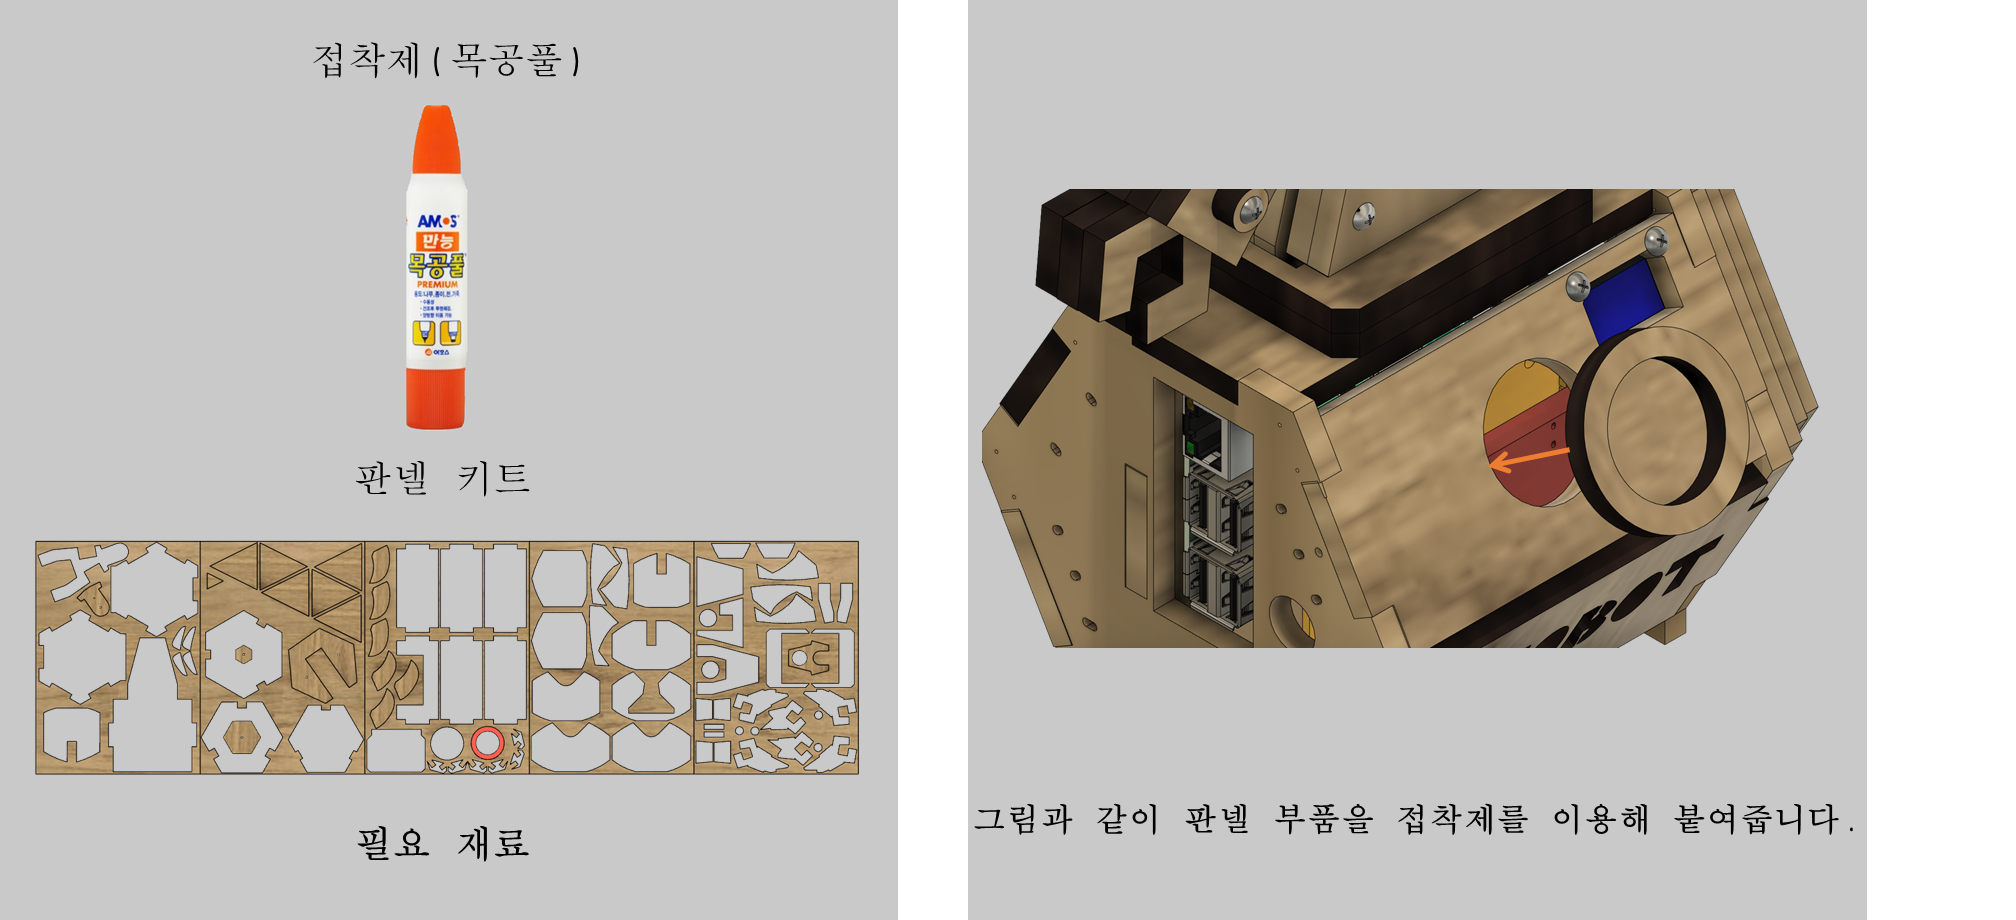 접착제(목공풀)
AMOS
만능
목공풀
PREMIUM
판넬 키트
필요 재료
OBOT
그림과 같이 판넬 부품을 접착제를 이용해 붙여줍니다.